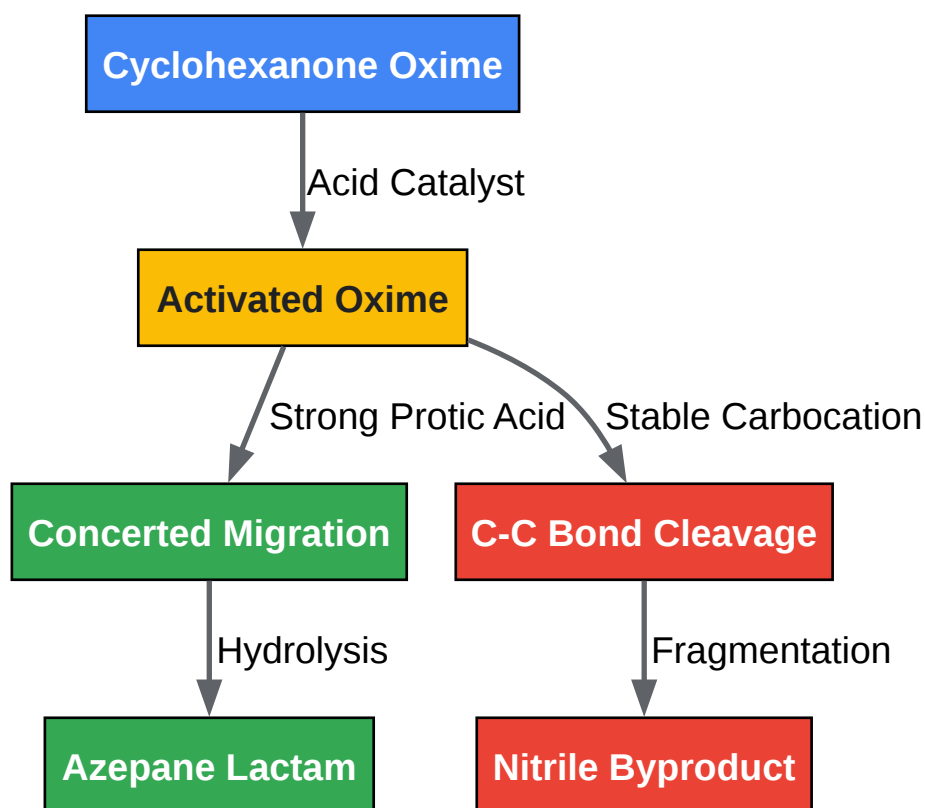 Cyclohexanone Oxime
Acid Catalyst
Activated Oxime
Strong Protic Acid
Stable Carbocation
Concerted Migration
C-C Bond Cleavage
Hydrolysis
Fragmentation
Azepane Lactam
Nitrile Byproduct